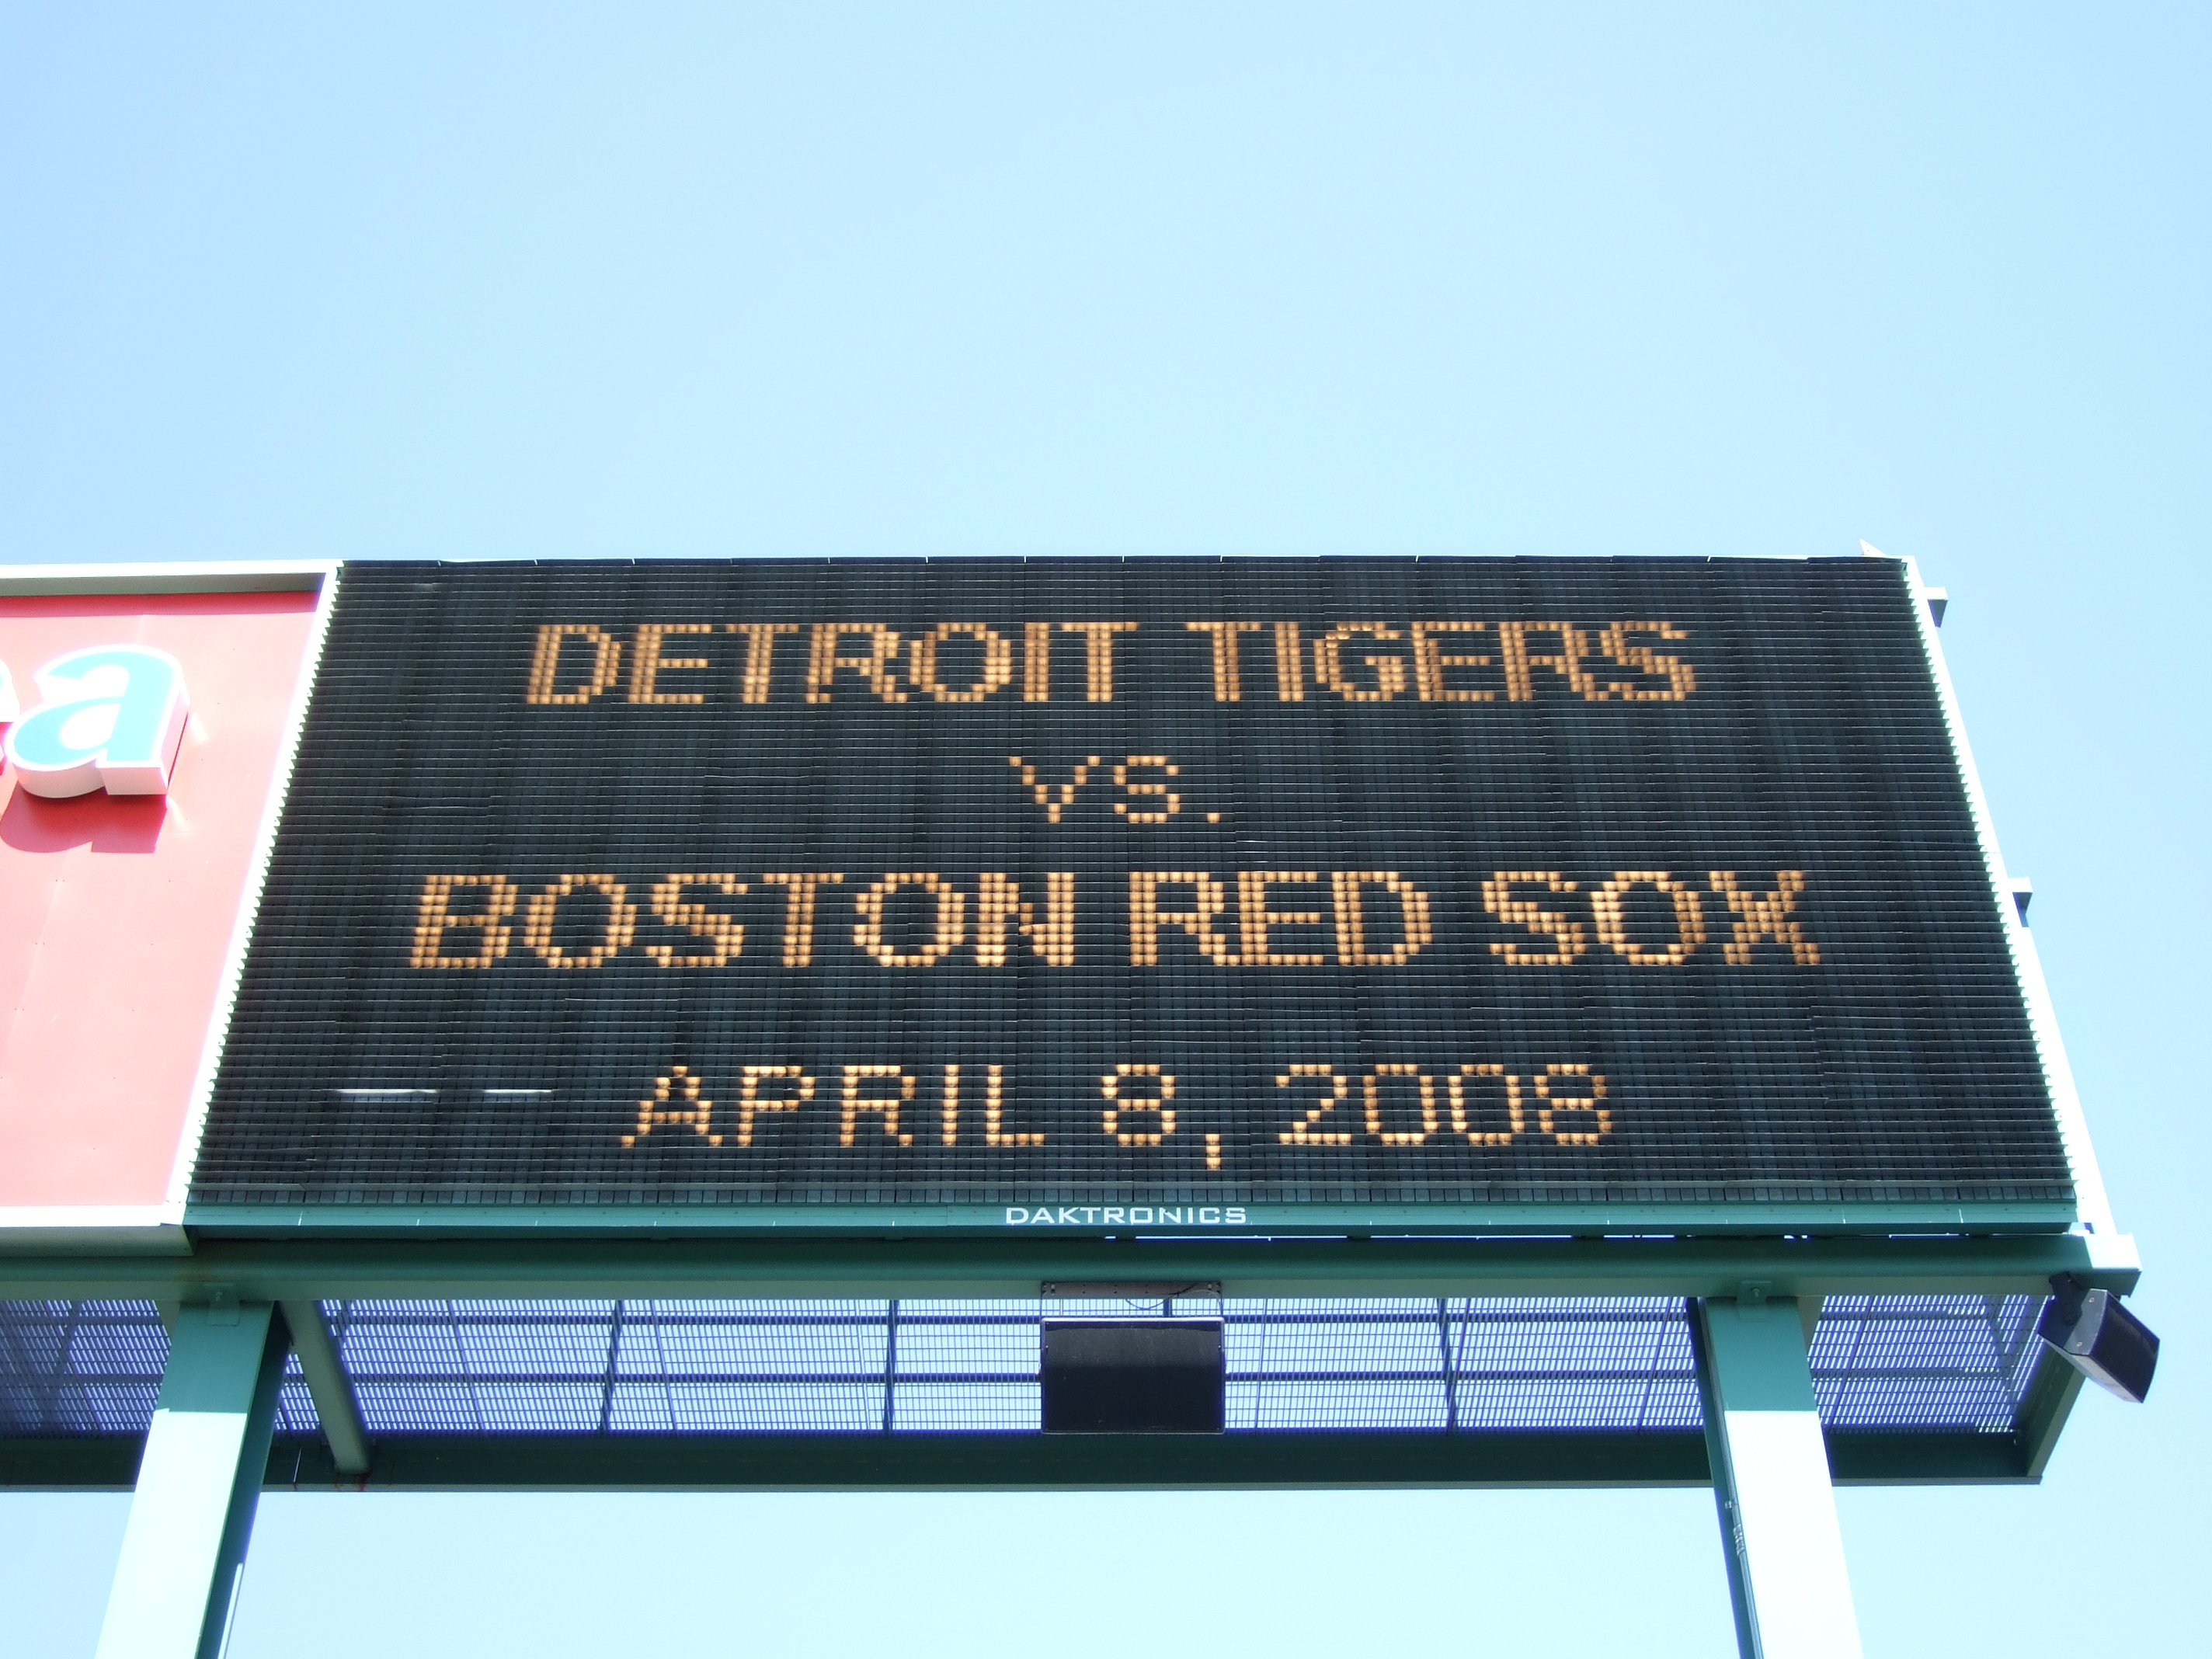 DETROIT TIGERS
vs.
BOSTON RED SOX
APRIL 8, 2008
DAKTRONICS